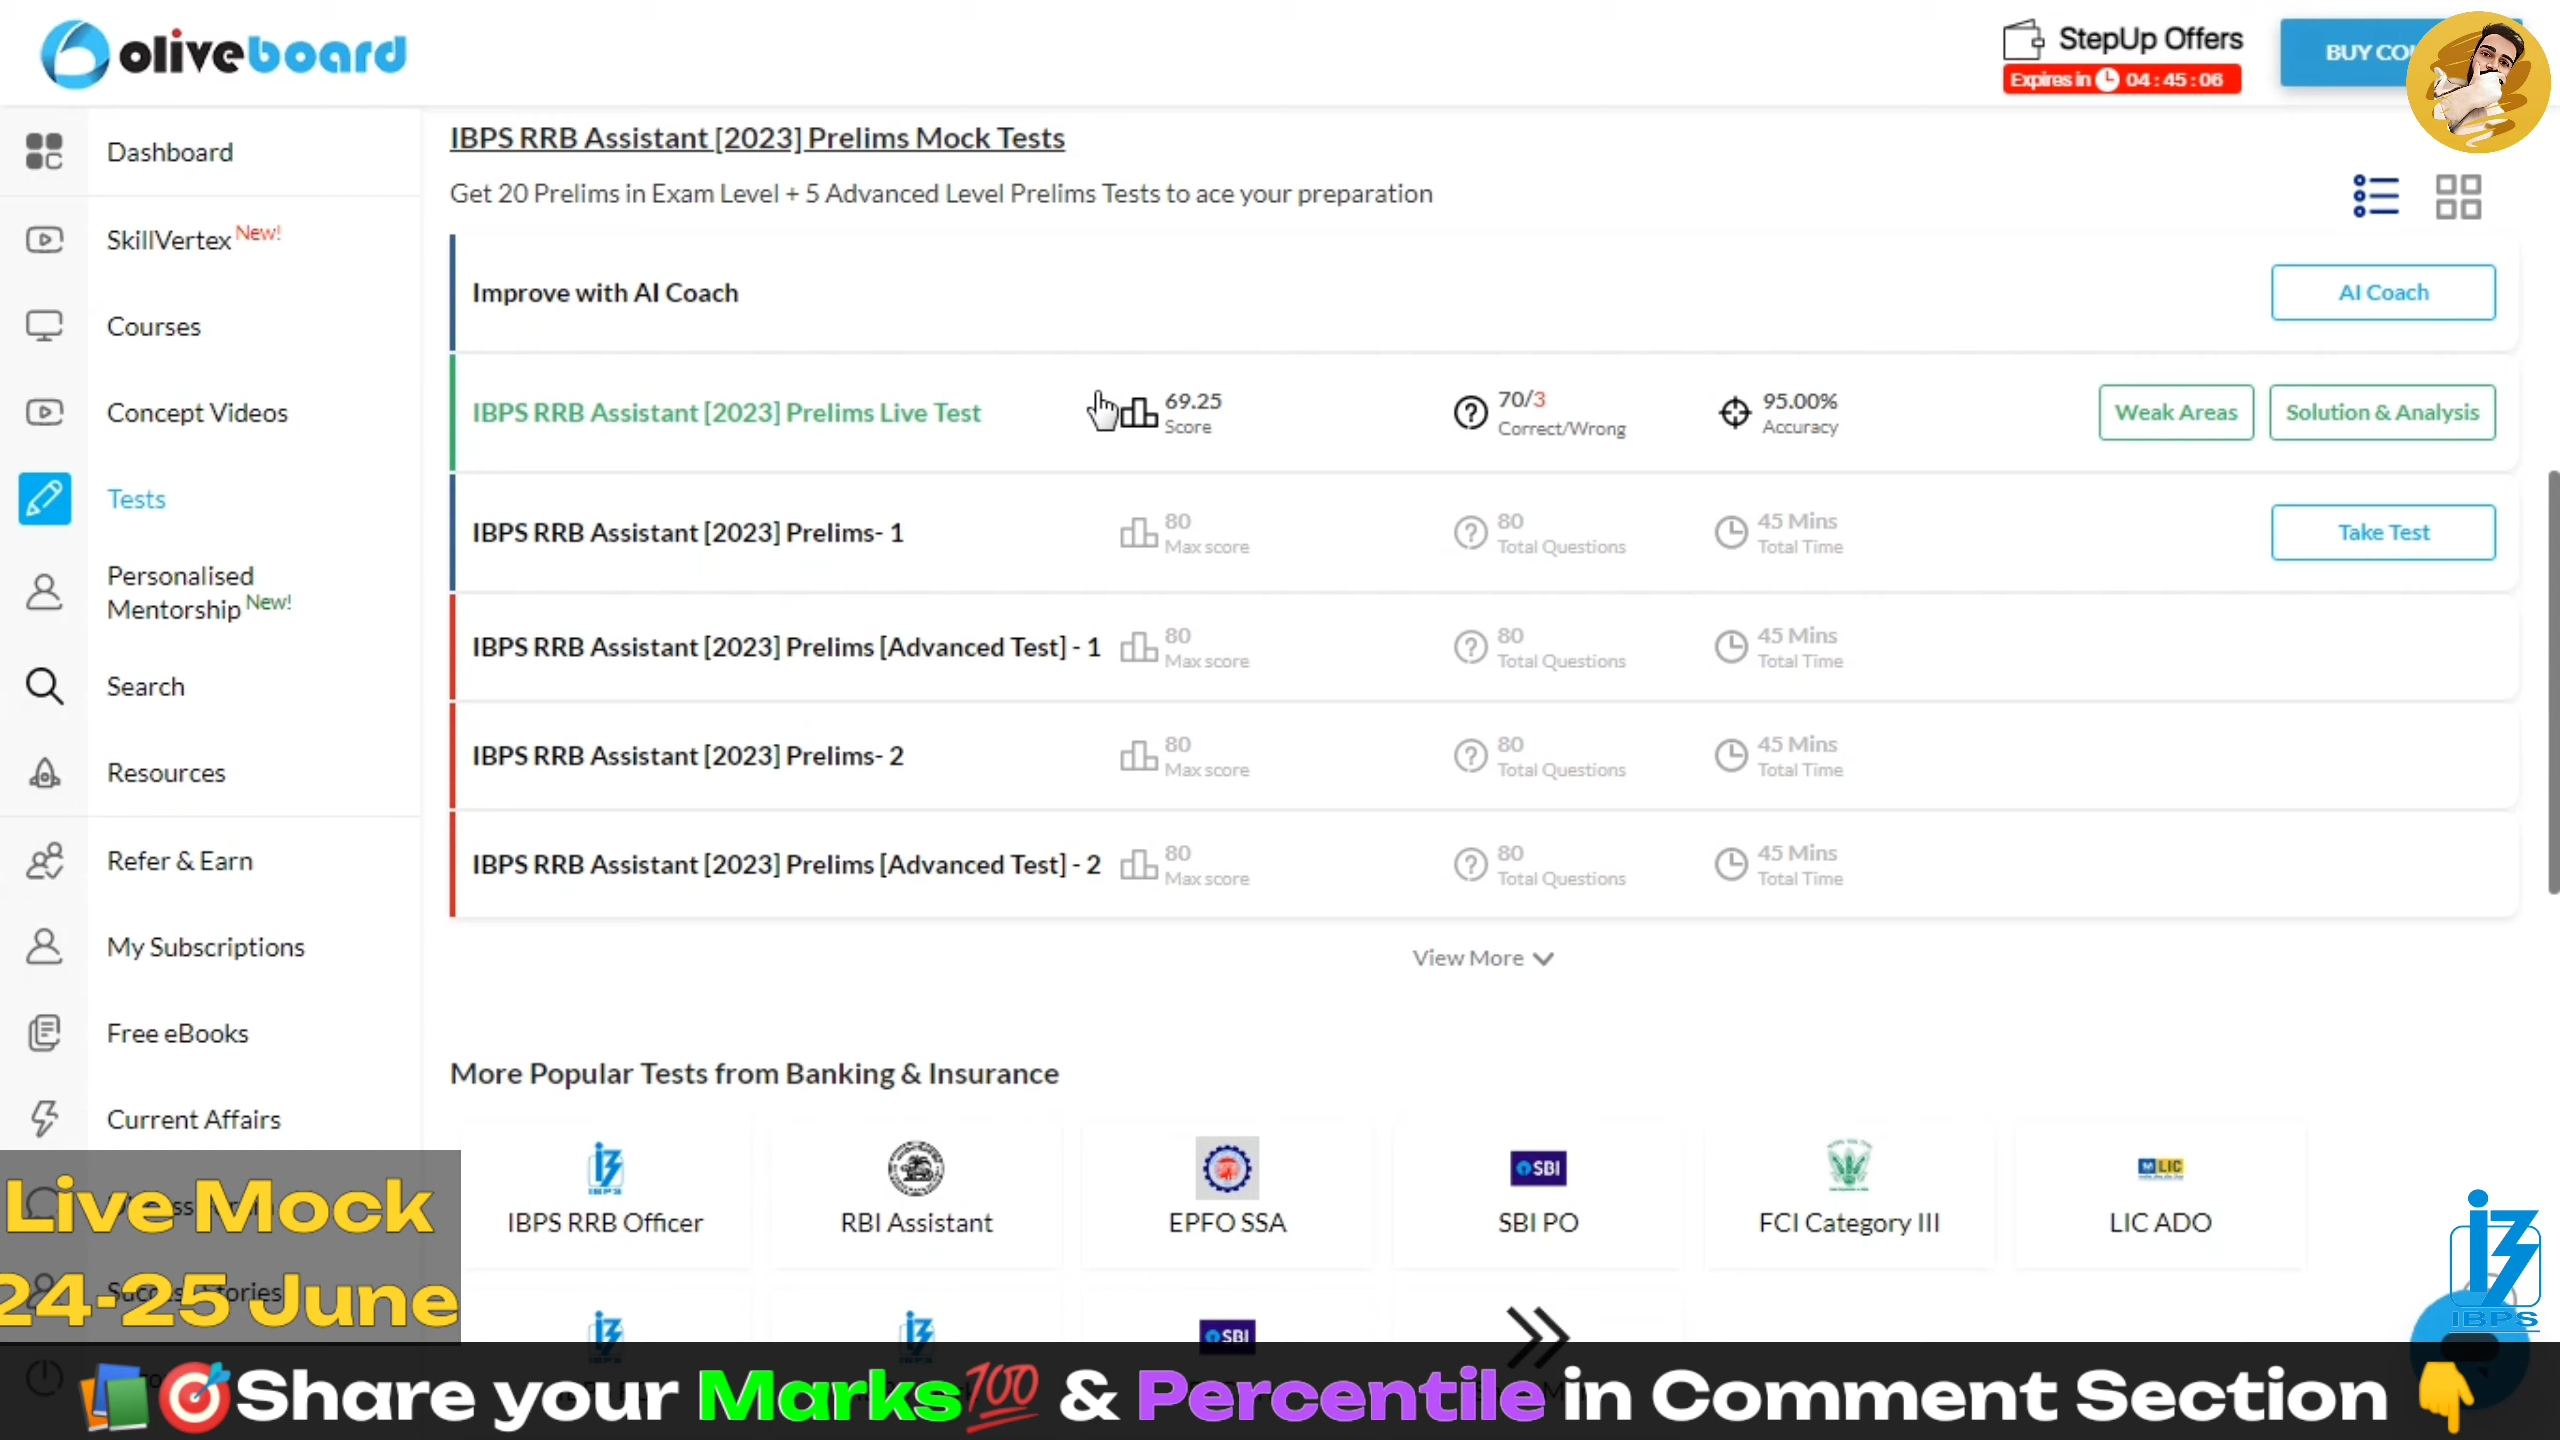 oliveboard
StepUp Offers
Expires in 04 : 45 : 06
BUY
Dashboard
SkillVertex New!
Courses
Concept Videos
Tests
Personalised
Mentorship New!
Search
Resources
Refer & Earn
My Subscriptions
Free eBooks
Current Affairs
IBPS RRB Assistant [2023] Prelims Mock Tests
Get 20 Prelims in Exam Level + 5 Advanced Level Prelims Tests to ace your preparation
Improve with AI Coach
AI Coach
IBPS RRB Assistant [2023] Prelims Live Test
69.25
Score
70/3
Correct/Wrong
95.00%
Accuracy
Weak Areas
Solution & Analysis
IBPS RRB Assistant [2023] Prelims- 1
80
Max score
80
Total Questions
45 Mins
Total Time
Take Test
IBPS RRB Assistant [2023] Prelims [Advanced Test] - 1
80
Max score
80
Total Questions
45 Mins
Total Time
IBPS RRB Assistant [2023] Prelims- 2
80
Max score
80
Total Questions
45 Mins
Total Time
IBPS RRB Assistant [2023] Prelims [Advanced Test] - 2
80
Max score
80
Total Questions
45 Mins
Total Time
View More
More Popular Tests from Banking & Insurance
IBPS
IBPS RRB Officer
RBI Assistant
EPFO SSA
SBI
SBI PO
FCI Category III
LIC
LIC ADO
SBI
Live Mock
24-25 June
IBPS
Share your Marks💯 & Percentile in Comment Section